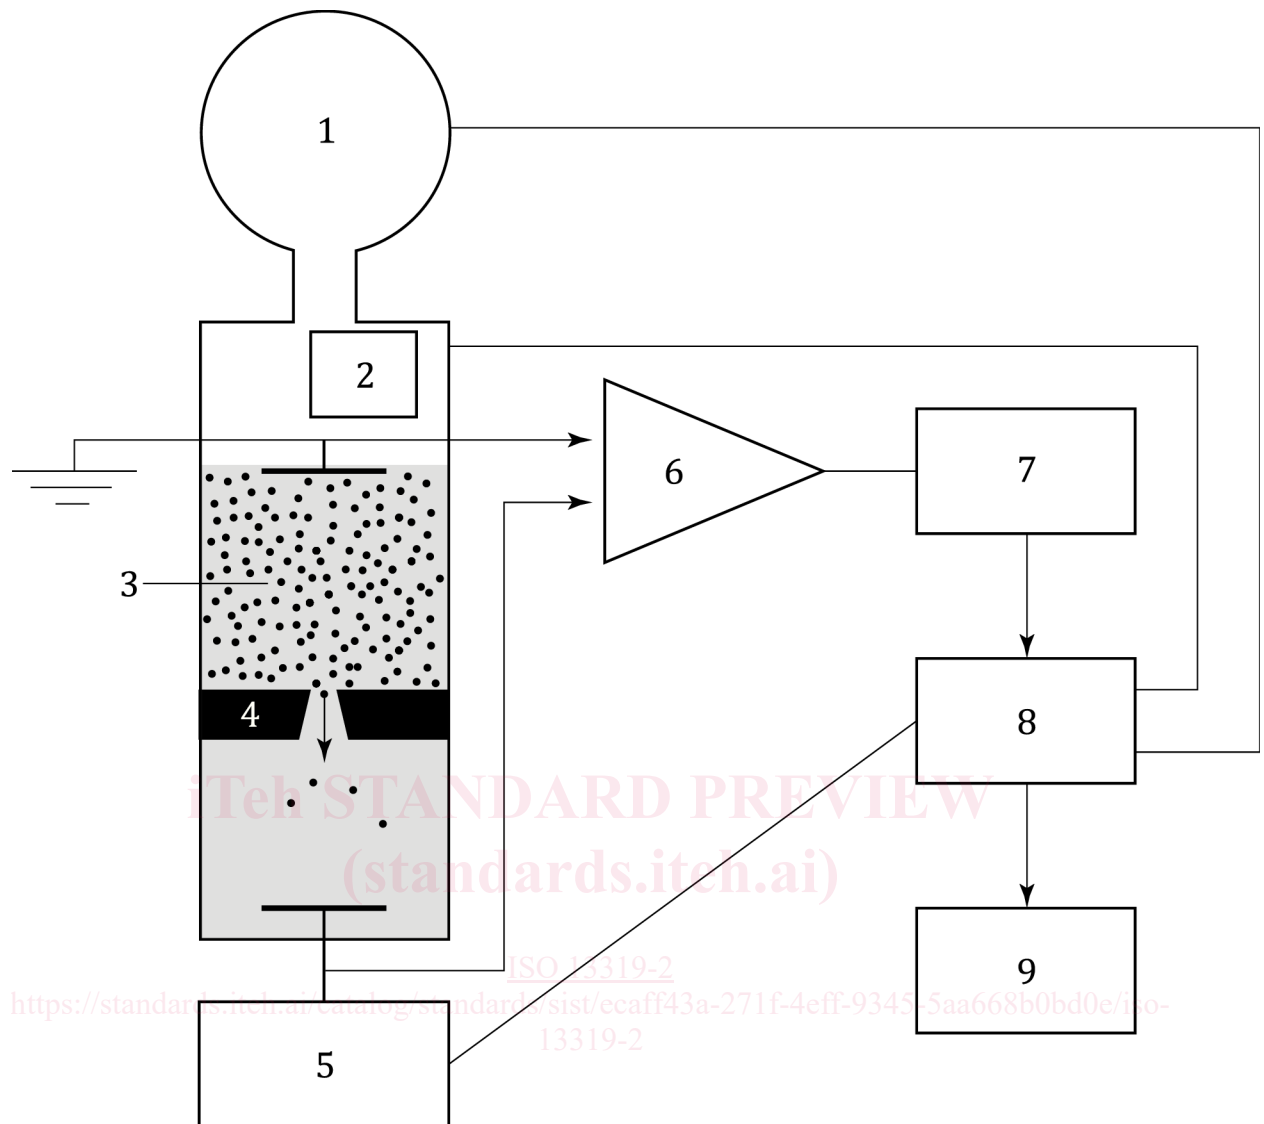 1
2
6
7
3
4
8
iTeh STANDARD PREVIEW
(standards.iteh.ai)
ISO 13319-2
9
https://standards.iteh.ai/catalog/standards/sist/ecaff43a-271f-4eff-9345-5aa668b0bd0e/iso-
13319-2
5